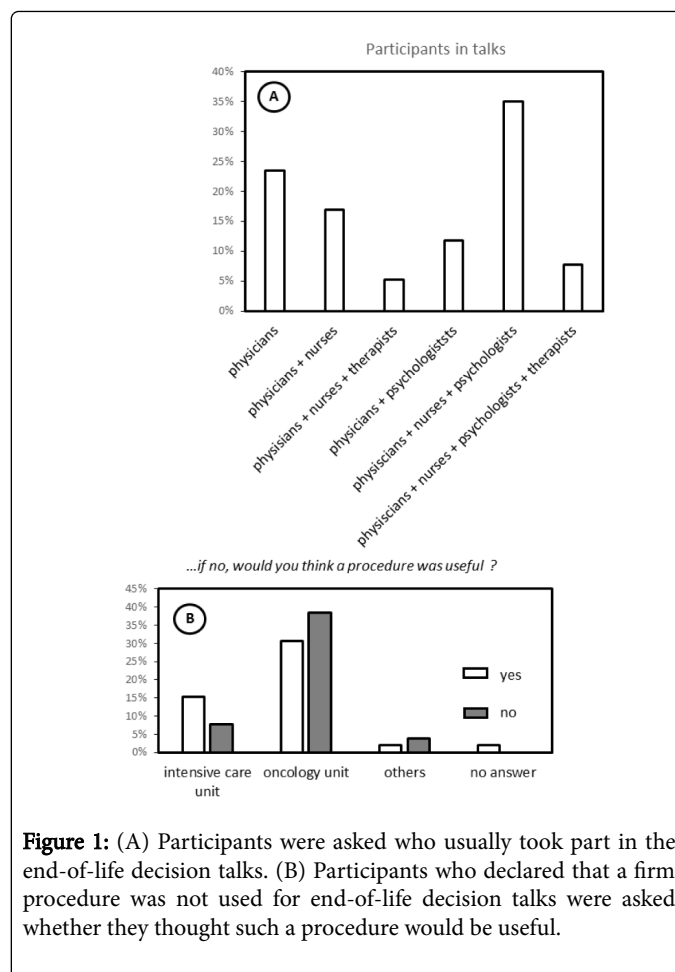 Participants in talks
40%
35%
30%
25%
20%
15%
10%
5%
0%
A
physicians
physicians + nurses
physisians + nurses + therapists
physicians + psychologiststs
physiscians + nurses + psychologists
physiscians + nurses + psychologists + therapists
...if no, would you think a procedure was useful ?
45%
40%
35%
30%
25%
20%
15%
10%
5%
0%
B
yes
no
intensive care
unit
oncology unit
others
no answer
Figure 1: (A) Participants were asked who usually took part in the
end-of-life decision talks. (B) Participants who declared that a firm
procedure was not used for end-of-life decision talks were asked
whether they thought such a procedure would be useful.